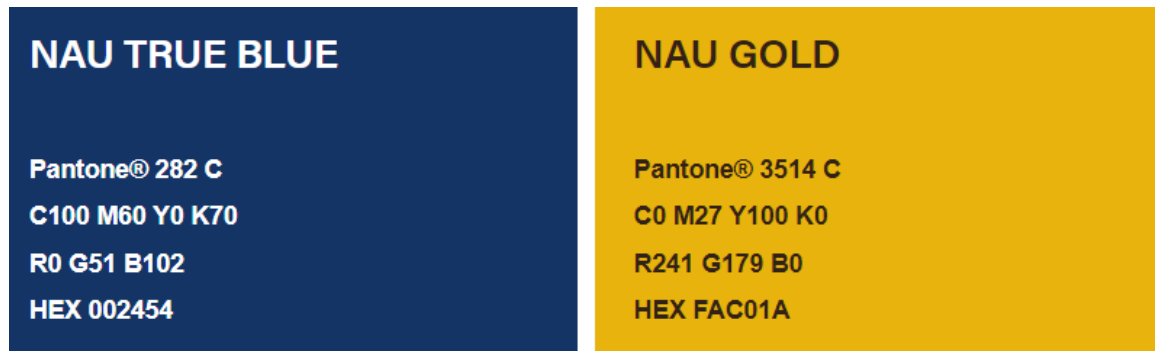 NAU TRUE BLUE
Pantone® 282 C
C100 M60 Y0 K70
R0 G51 B102
HEX 002454
NAU GOLD
Pantone® 3514 C
C0 M27 Y100 K0
R241 G179 B0
HEX FAC01A